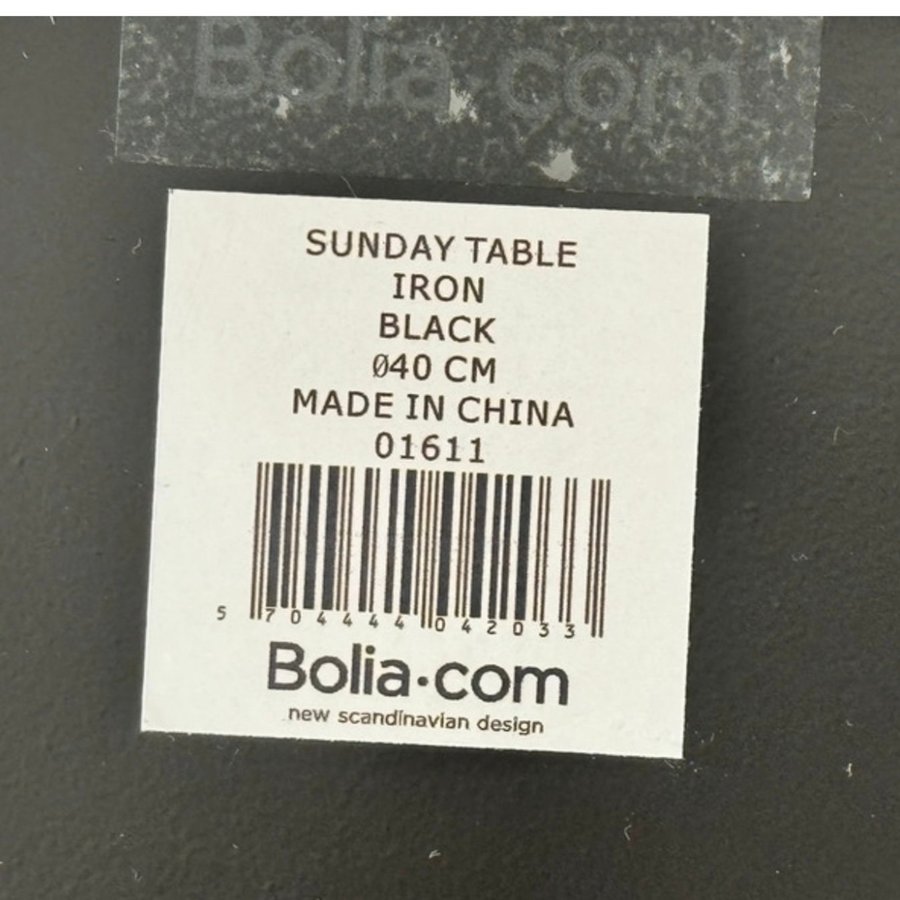 Bolia.com
SUNDAY TABLE
IRON
BLACK
Ø40 CM
MADE IN CHINA
01611
5 704444 042033
Bolia·com
new scandinavian design